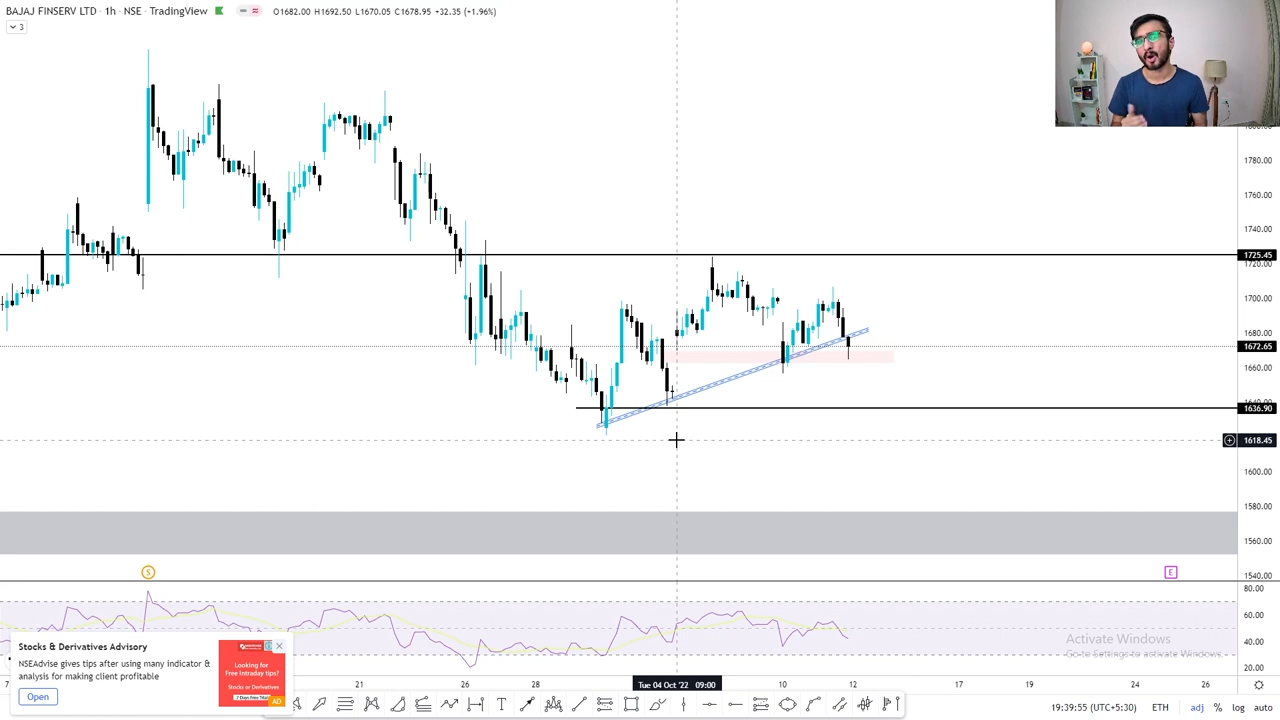 BAJAJ FINSERV LTD · 1h · NSE · TradingView
O1682.00 H1692.50 L1670.05 C1678.95 +32.35 (+1.96%)
3
1780.00
1760.00
1740.00
1725.45
1720.00
1700.00
1680.00
1672.65
1660.00
1636.90
1618.45
1600.00
1580.00
1560.00
1540.00
S
E
80.00
60.00
40.00
20.00
Activate Windows
Go to Settings to activate Windows.
Stocks & Derivatives Advisory
NSEAdvise gives tips after using many indicator &
analysis for making client profitable
Open
Looking for
Free Intraday tips?
Stocks or Derivatives
AD
7
21
26
28
Tue 04 Oct '22 09:00
10
12
17
19
24
26
19:39:55 (UTC+5:30) ETH adj % log auto